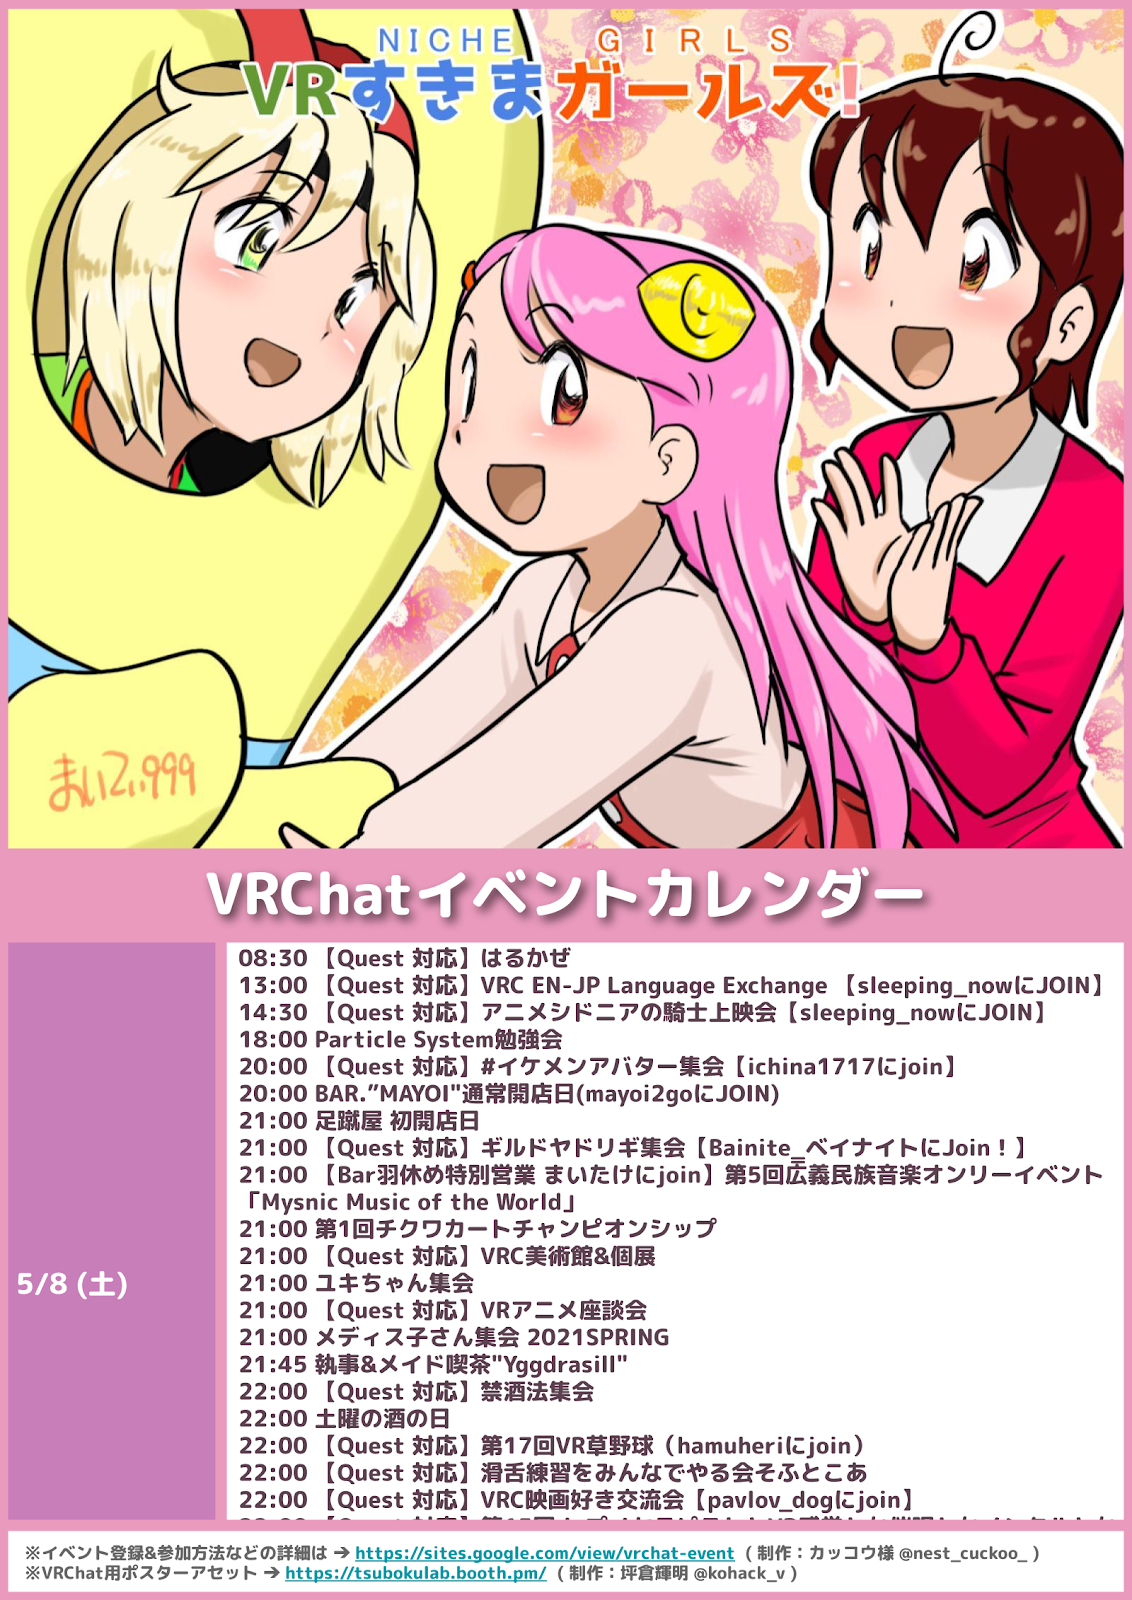 NICHE GIRLS
VRすきまガールズ!
まいてぃ999
VRChatイベントカレンダー
5/8 (土)
08:30 【Quest 対応】はるかぜ
13:00 【Quest 対応】VRC EN-JP Language Exchange 【sleeping_nowにJOIN】
14:30 【Quest 対応】アニメシドニアの騎士上映会【sleeping_nowにJOIN】
18:00 Particle System勉強会
20:00 【Quest 対応】#イケメンアバター集会【ichina1717にjoin】
20:00 BAR.”MAYOI"通常開店日(mayoi2goにJOIN)
21:00 足蹴屋 初開店日
21:00 【Quest 対応】ギルドヤドリギ集会【Bainite_ベイナイトにJoin！】
21:00 【Bar羽休め特別営業 まいたけにjoin】第5回広義民族音楽オンリーイベント
「Mysnic Music of the World」
21:00 第1回チクワカートチャンピオンシップ
21:00 【Quest 対応】VRC美術館&個展
21:00 ユキちゃん集会
21:00 【Quest 対応】VRアニメ座談会
21:00 メディス子さん集会 2021SPRING
21:45 執事&メイド喫茶"Yggdrasill"
22:00 【Quest 対応】禁酒法集会
22:00 土曜の酒の日
22:00 【Quest 対応】第17回VR草野球（hamuheriにjoin）
22:00 【Quest 対応】滑舌練習をみんなでやる会そふとこあ
22:00 【Quest 対応】VRC映画好き交流会【pavlov_dogにjoin】
※イベント登録&参加方法などの詳細は ➔ https://sites.google.com/view/vrchat-event ( 制作：カッコウ様 @nest_cuckoo_ )
※VRChat用ポスターアセット ➔ https://tsubokulab.booth.pm/ ( 制作：坪倉輝明 @kohack_v )